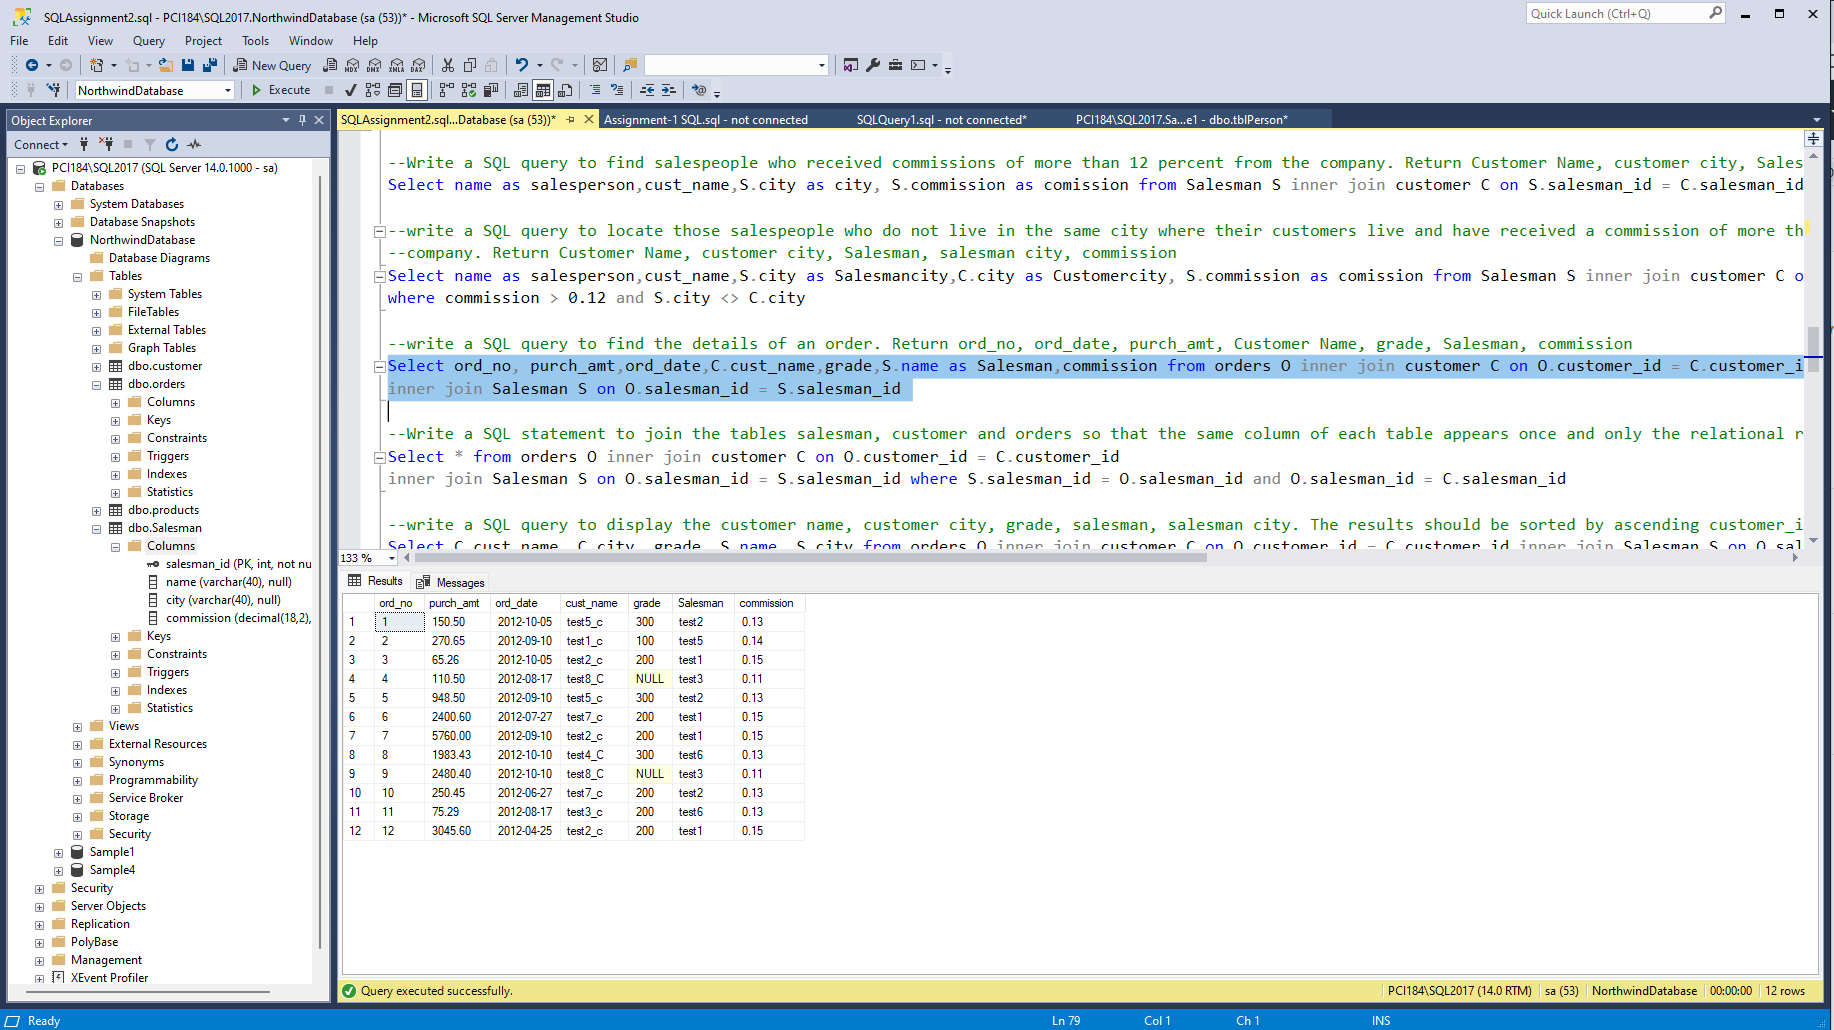 SQLAssignment2.sql - PCI184\SQL2017.NorthwindDatabase (sa (53))* - Microsoft SQL Server Management Studio
Quick Launch (Ctrl+Q)
File Edit View Query Project Tools Window Help
New Query MDX DMX XMLA DAX
NorthwindDatabase Execute
Object Explorer
Connect
PCI184\SQL2017 (SQL Server 14.0.1000 - sa)
Databases
System Databases
Database Snapshots
NorthwindDatabase
Database Diagrams
Tables
System Tables
FileTables
External Tables
Graph Tables
dbo.customer
dbo.orders
Columns
Keys
Constraints
Triggers
Indexes
Statistics
dbo.products
dbo.Salesman
Columns
salesman_id (PK, int, not nu
name (varchar(40), null)
city (varchar(40), null)
commission (decimal(18,2),
Keys
Constraints
Triggers
Indexes
Statistics
Views
External Resources
Synonyms
Programmability
Service Broker
Storage
Security
Sample1
Sample4
Security
Server Objects
Replication
PolyBase
Management
XEvent Profiler
SQLAssignment2.sql...Database (sa (53))* Assignment-1 SQL.sql - not connected SQLQuery1.sql - not connected* PCI184\SQL2017.Sa...e1 - dbo.tblPerson*
--Write a SQL query to find salespeople who received commissions of more than 12 percent from the company. Return Customer Name, customer city, Sales
Select name as salesperson,cust_name,S.city as city, S.commission as comission from Salesman S inner join customer C on S.salesman_id = C.salesman_id
--write a SQL query to locate those salespeople who do not live in the same city where their customers live and have received a commission of more th
--company. Return Customer Name, customer city, Salesman, salesman city, commission
Select name as salesperson,cust_name,S.city as Salesmancity,C.city as Customercity, S.commission as comission from Salesman S inner join customer C o
where commission > 0.12 and S.city <> C.city
--write a SQL query to find the details of an order. Return ord_no, ord_date, purch_amt, Customer Name, grade, Salesman, commission
Select ord_no, purch_amt,ord_date,C.cust_name,grade,S.name as Salesman,commission from orders O inner join customer C on O.customer_id = C.customer_i
inner join Salesman S on O.salesman_id = S.salesman_id
--Write a SQL statement to join the tables salesman, customer and orders so that the same column of each table appears once and only the relational r
Select * from orders O inner join customer C on O.customer_id = C.customer_id
inner join Salesman S on O.salesman_id = S.salesman_id where S.salesman_id = O.salesman_id and O.salesman_id = C.salesman_id
--write a SQL query to display the customer name, customer city, grade, salesman, salesman city. The results should be sorted by ascending customer_i
Select C.cust_name, C.city, grade, S.name, S.city from orders O inner join customer C on O.customer_id = C.customer_id inner join Salesman S on O.sal
133 %
Results Messages
ord_no purch_amt ord_date cust_name grade Salesman commission
1 1 150.50 2012-10-05 test5_c 300 test2 0.13
2 2 270.65 2012-09-10 test1_c 100 test5 0.14
3 3 65.26 2012-10-05 test2_c 200 test1 0.15
4 4 110.50 2012-08-17 test8_C NULL test3 0.11
5 5 948.50 2012-09-10 test5_c 300 test2 0.13
6 6 2400.60 2012-07-27 test7_c 200 test1 0.15
7 7 5760.00 2012-09-10 test2_c 200 test1 0.15
8 8 1983.43 2012-10-10 test4_C 300 test6 0.13
9 9 2480.40 2012-10-10 test8_C NULL test3 0.11
10 10 250.45 2012-06-27 test7_c 200 test2 0.13
11 11 75.29 2012-08-17 test3_c 200 test6 0.13
12 12 3045.60 2012-04-25 test2_c 200 test1 0.15
Query executed successfully. PCI184\SQL2017 (14.0 RTM) sa (53) NorthwindDatabase 00:00:00 12 rows
Ready Ln 79 Col 1 Ch 1 INS